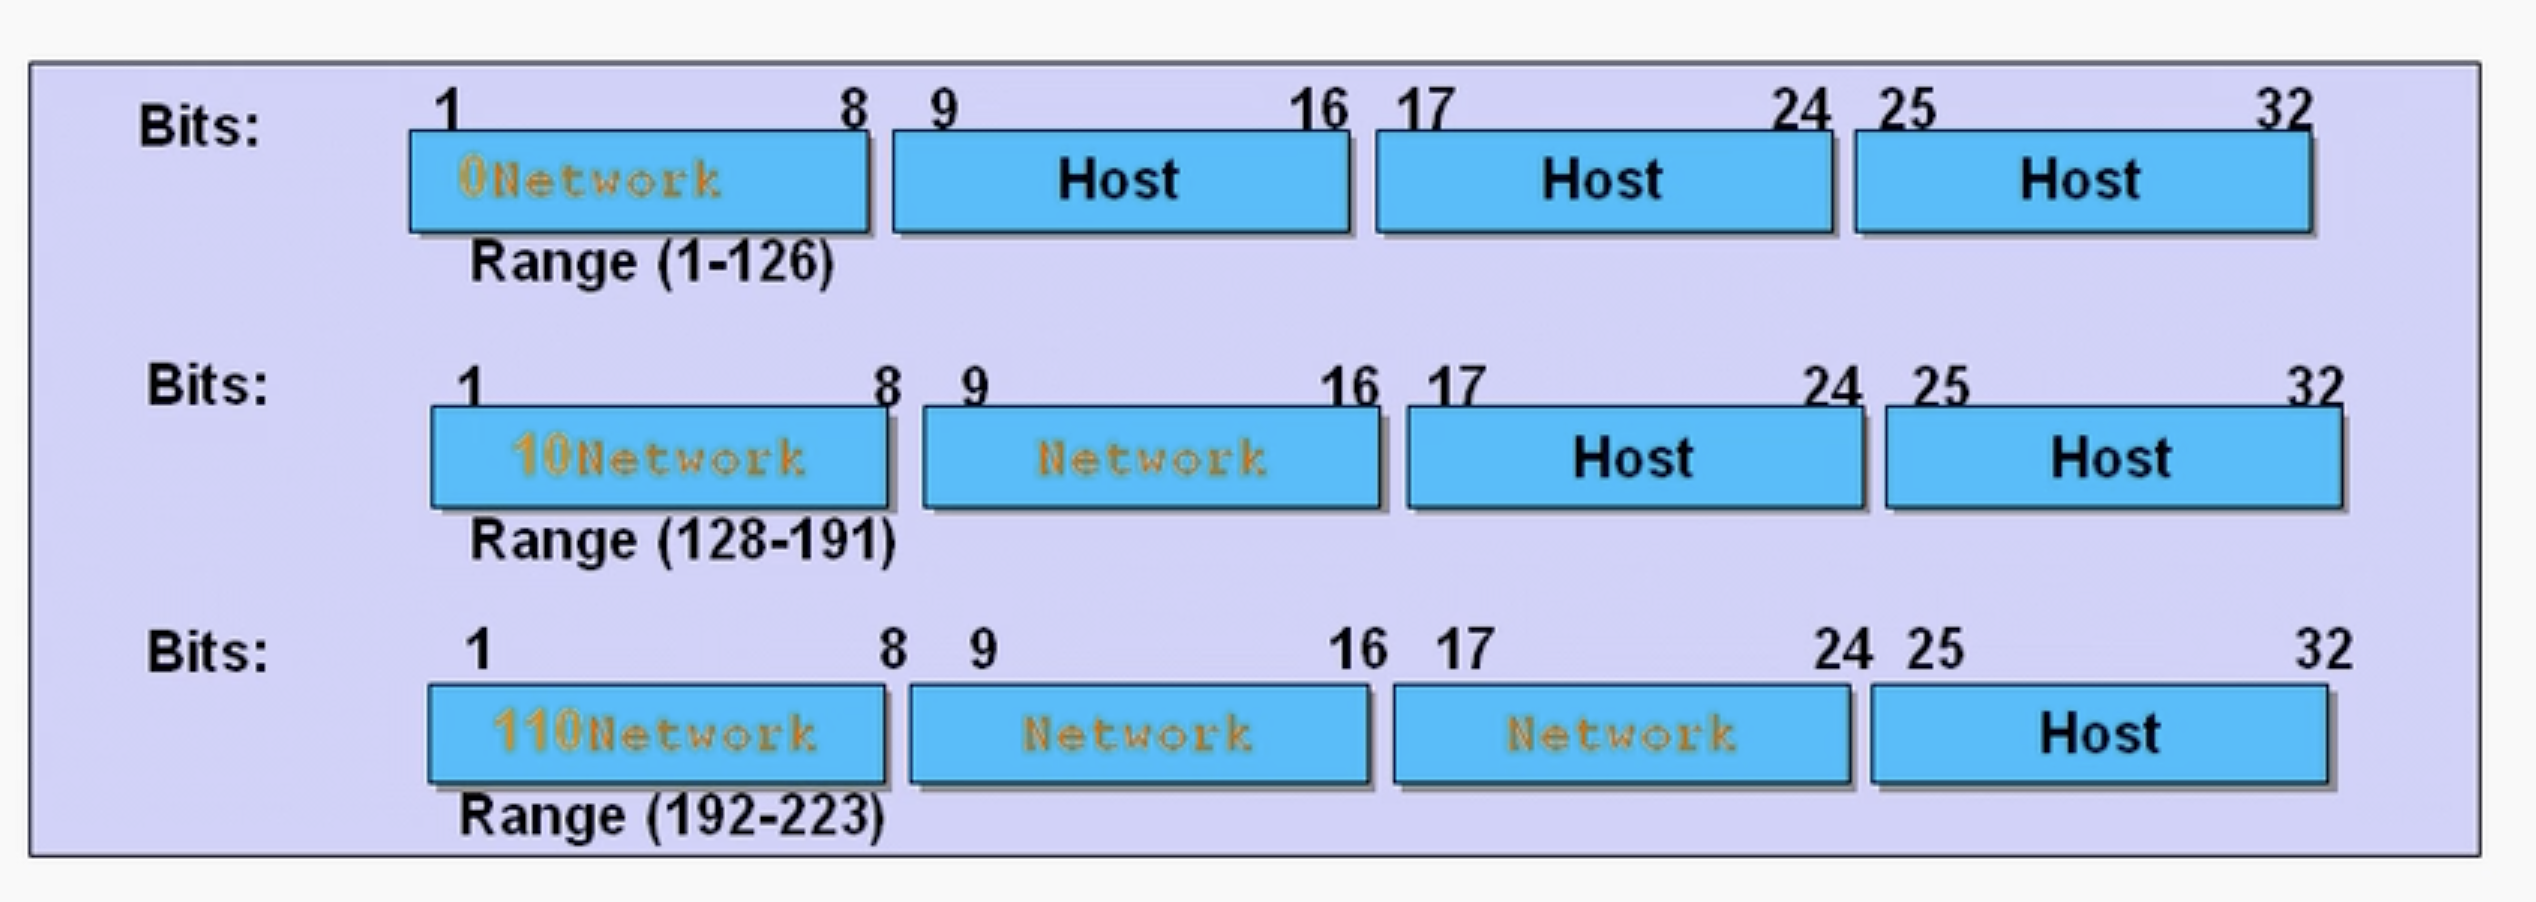 Bits: 1 8 9 16 17 24 25 32
0Network Host Host Host
Range (1-126)
Bits: 1 8 9 16 17 24 25 32
10Network Network Host Host
Range (128-191)
Bits: 1 8 9 16 17 24 25 32
110Network Network Network Host
Range (192-223)